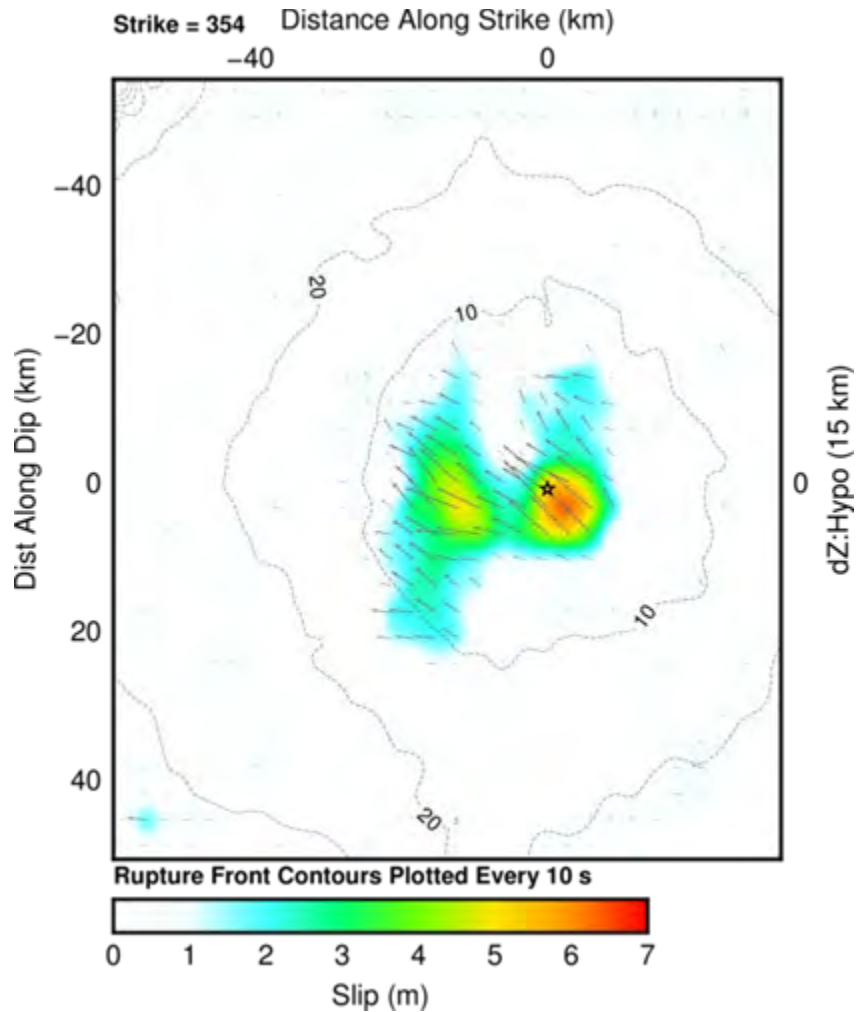 Strike = 354 Distance Along Strike (km)
−40 0
−40
20
10
−20
Dist Along Dip (km)
0
0
dZ:Hypo (15 km)
10
20
40
20
Rupture Front Contours Plotted Every 10 s
0 1 2 3 4 5 6 7
Slip (m)